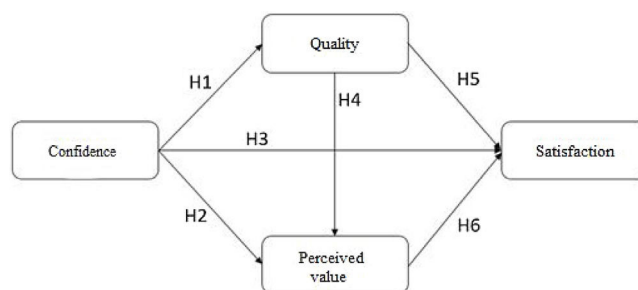 Quality
H1
H5
H4
Confidence
H3
Satisfaction
H2
H6
Perceived
value